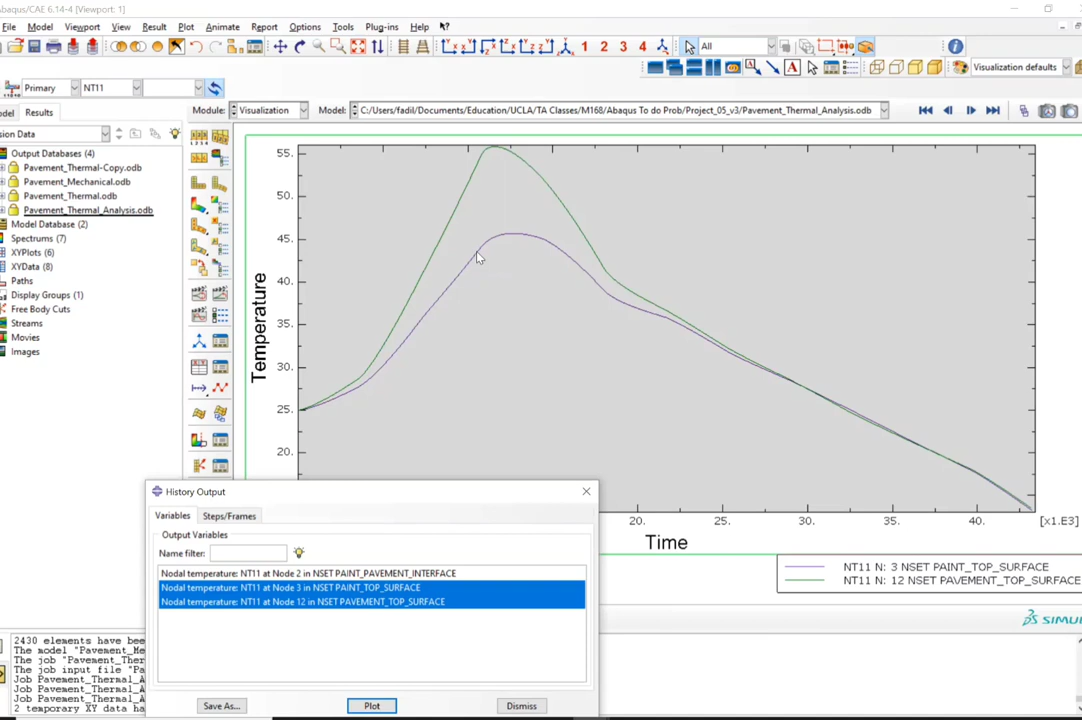 Abaqus/CAE 6.14-4 [Viewport: 1]
File Model Viewport View Result Plot Animate Report Options Tools Plug-ins Help
1 2 3 4 All
Visualization defaults
Primary NT11
Results Module: Visualization Model: C:/Users/fadil/Documents/Education/UCLA/TA Classes/M168/Abaqus To do Prob/Project_05_v3/Pavement_Thermal_Analysis.odb
Output Databases (4)
Pavement_Thermal-Copy.odb
Pavement_Mechanical.odb
Pavement_Thermal.odb
Pavement_Thermal_Analysis.odb
Model Database (2)
Spectrums (7)
XYPlots (6)
XYData (8)
Paths
Display Groups (1)
Free Body Cuts
Streams
Movies
Images
55.
50.
45.
40.
35.
30.
25.
20.
Temperature
20. 25. 30. 35. 40. [x1.E3]
Time
NT11 N: 3 NSET PAINT_TOP_SURFACE
NT11 N: 12 NSET PAVEMENT_TOP_SURFACE
History Output
Variables Steps/Frames
Output Variables
Name filter:
Nodal temperature: NT11 at Node 2 in NSET PAINT_PAVEMENT_INTERFACE
Nodal temperature: NT11 at Node 3 in NSET PAINT_TOP_SURFACE
Nodal temperature: NT11 at Node 12 in NSET PAVEMENT_TOP_SURFACE
Save As... Plot Dismiss
2430 elements have bee
The model "Pavement_Me
The job "Pavement_Ther
The job input file "Pa
Job Pavement_Thermal_A
Job Pavement_Thermal_A
Job Pavement_Thermal_A
2 temporary XY data ha